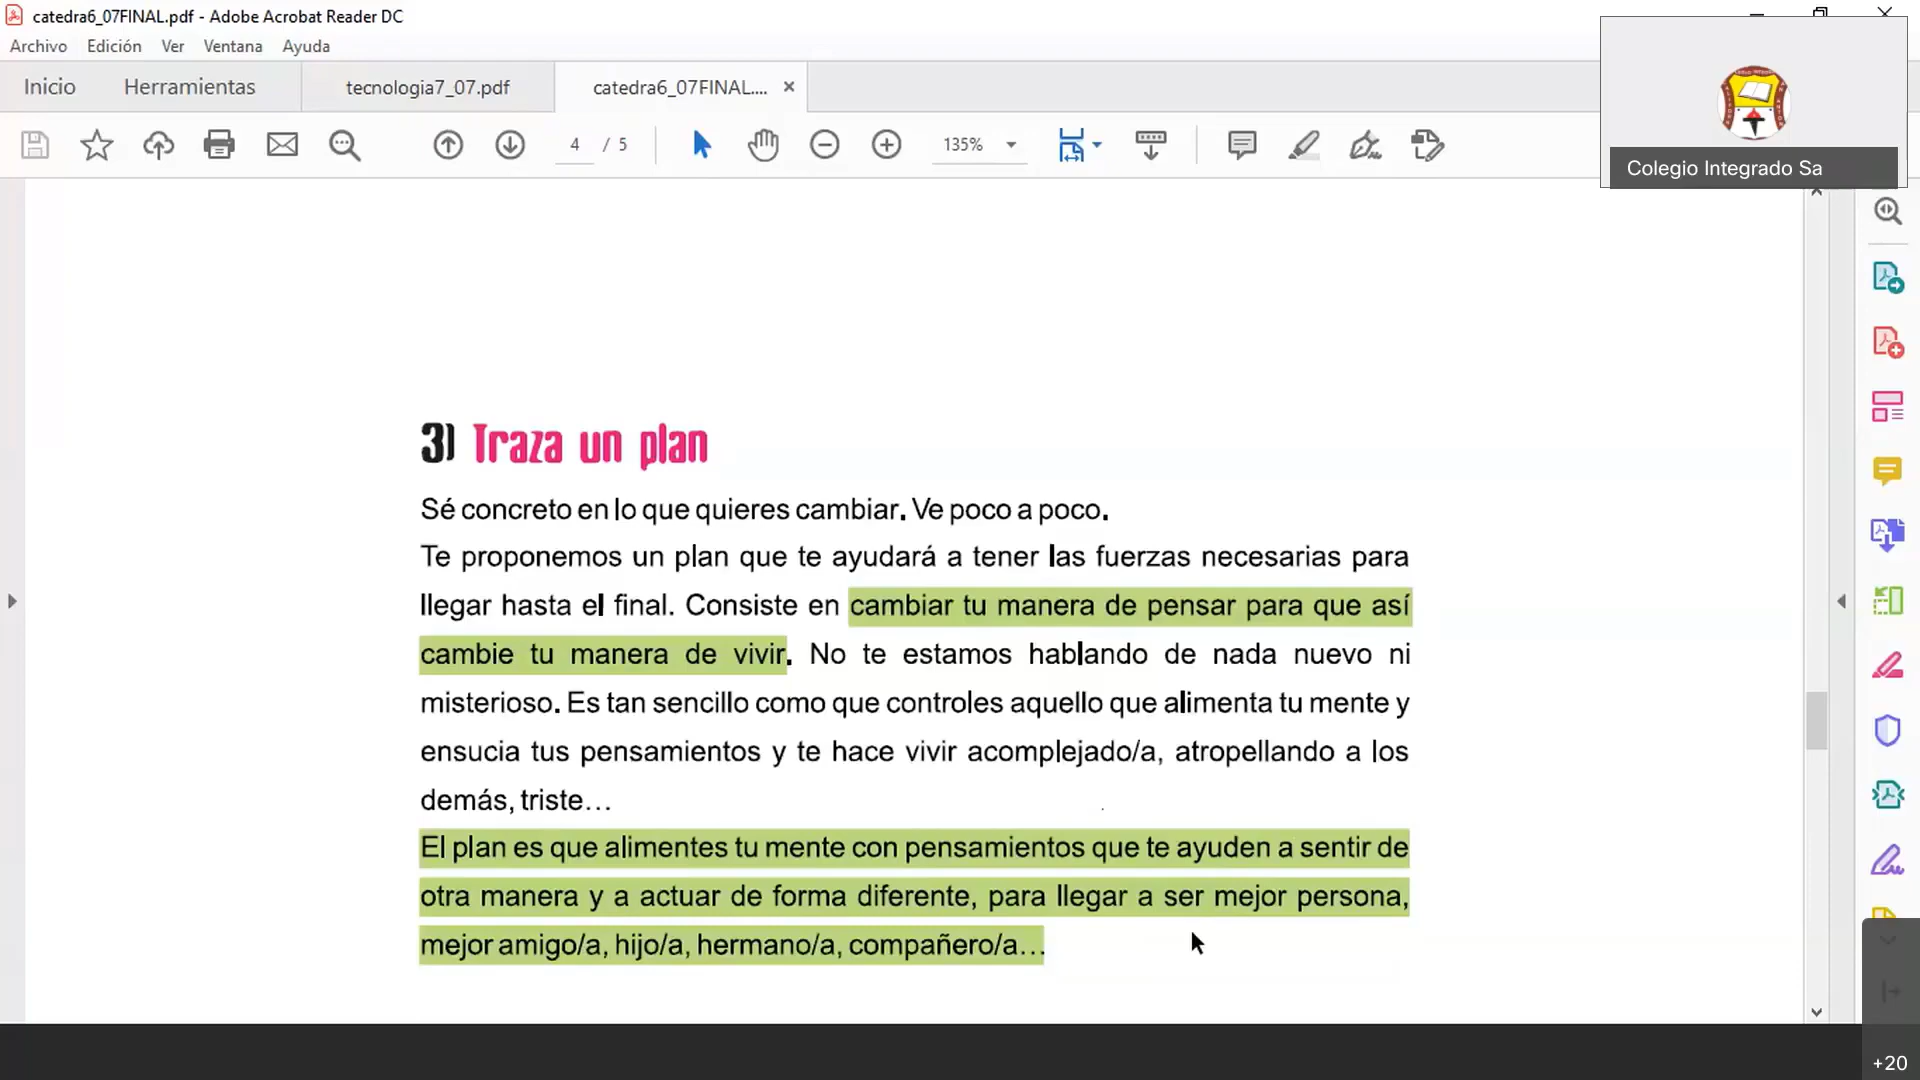 catedra6_07FINAL.pdf - Adobe Acrobat Reader DC
Archivo Edición Ver Ventana Ayuda
Inicio Herramientas tecnologia7_07.pdf catedra6_07FINAL....
4 / 5 135%
Colegio Integrado Sa
3) Traza un plan
Sé concreto en lo que quieres cambiar. Ve poco a poco.
Te proponemos un plan que te ayudará a tener las fuerzas necesarias para
llegar hasta el final. Consiste en cambiar tu manera de pensar para que así
cambie tu manera de vivir. No te estamos hablando de nada nuevo ni
misterioso. Es tan sencillo como que controles aquello que alimenta tu mente y
ensucia tus pensamientos y te hace vivir acomplejado/a, atropellando a los
demás, triste…
El plan es que alimentes tu mente con pensamientos que te ayuden a sentir de
otra manera y a actuar de forma diferente, para llegar a ser mejor persona,
mejor amigo/a, hijo/a, hermano/a, compañero/a…
+20